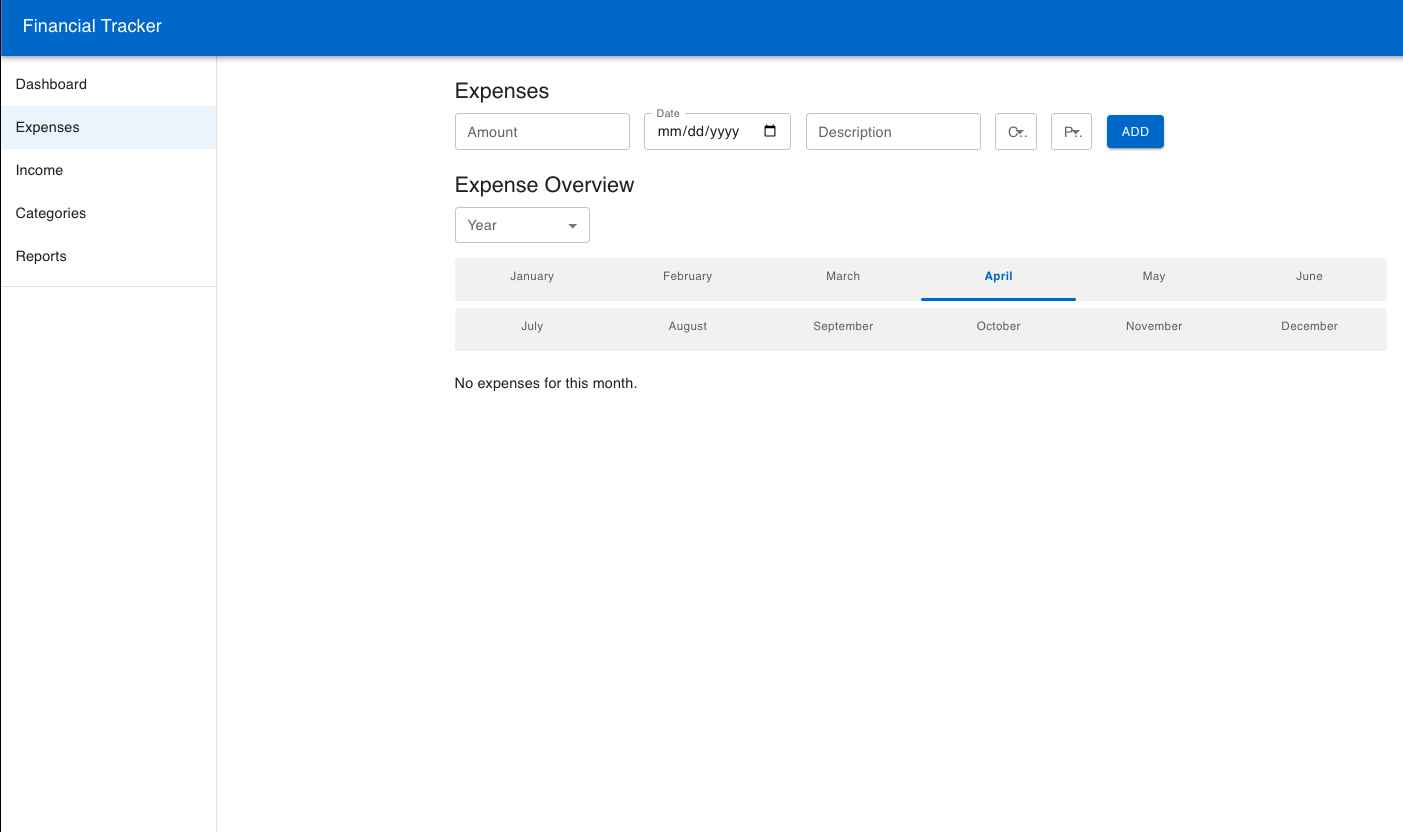 Financial Tracker
Dashboard
Expenses
Income
Categories
Reports
Expenses
Date
Amount mm/dd/yyyy Description C... P... ADD
Expense Overview
Year
January February March April May June
July August September October November December
No expenses for this month.